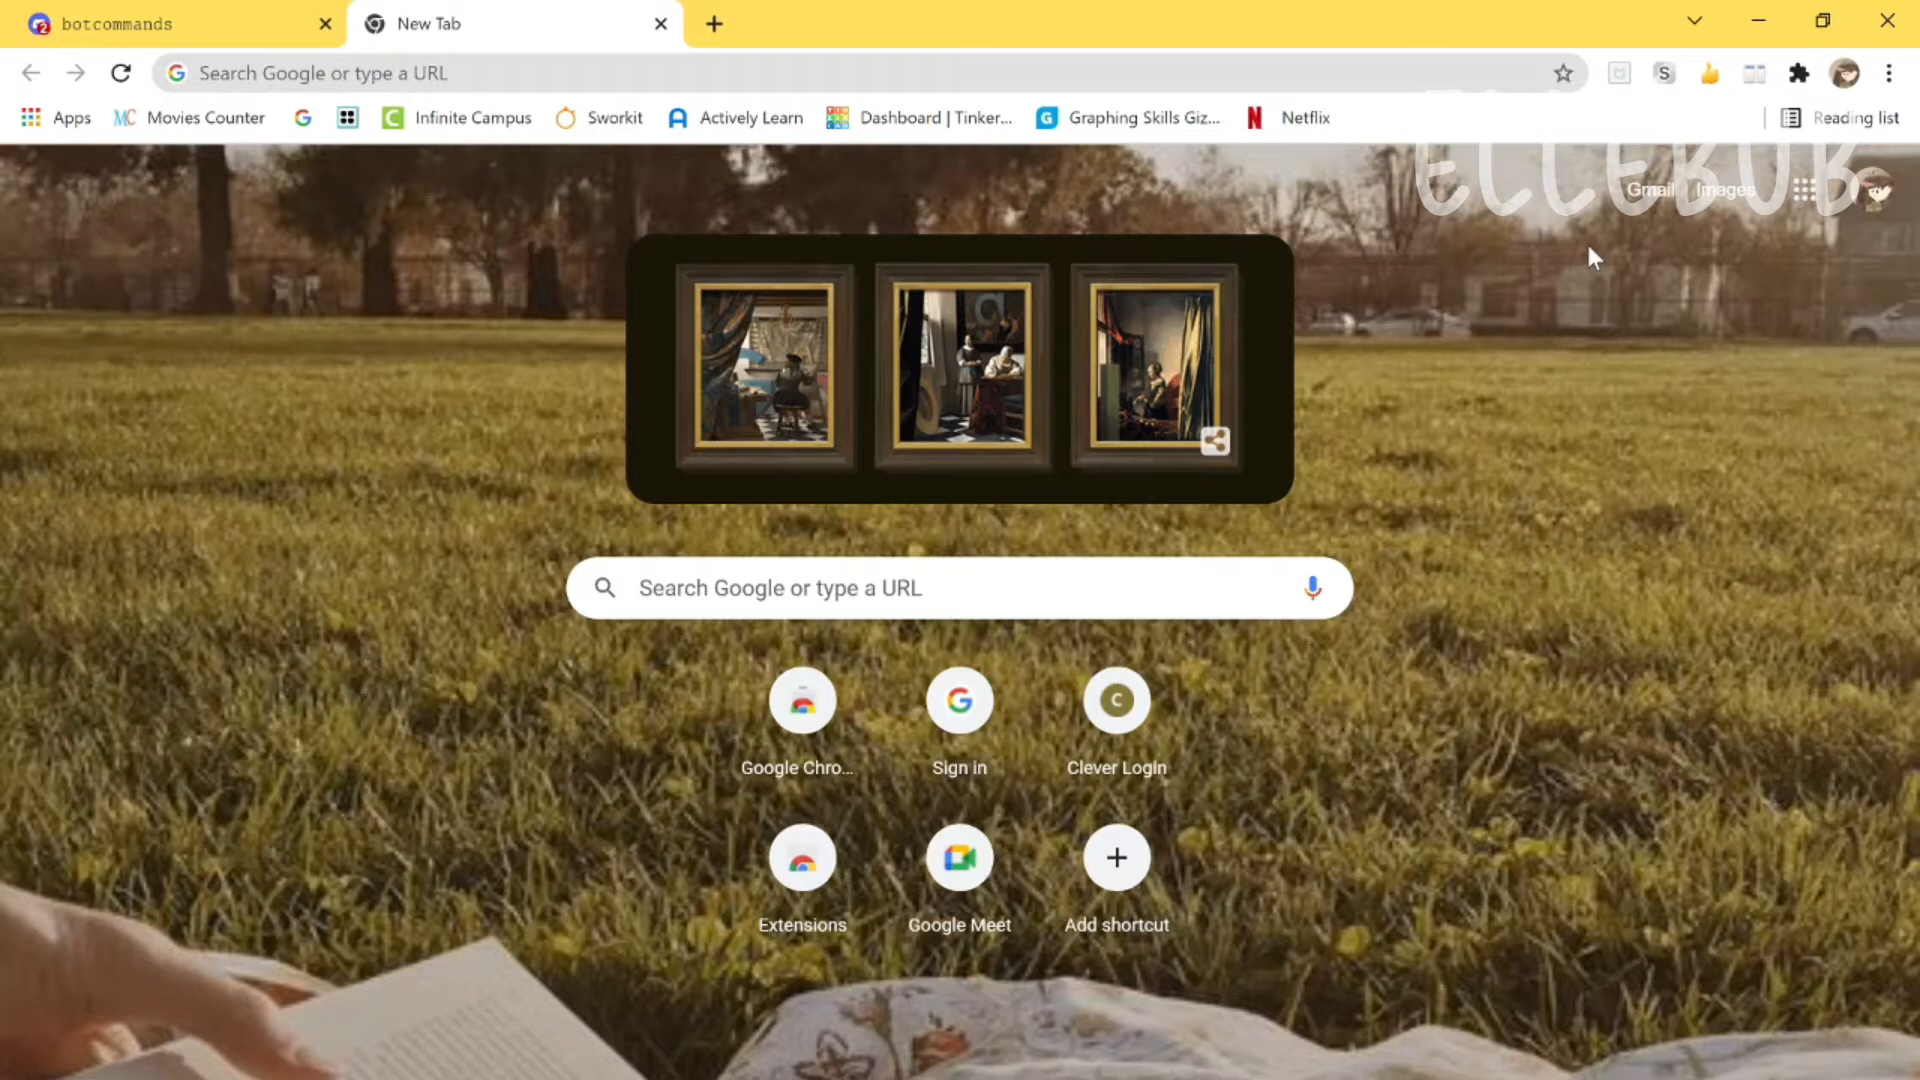 botcommands
New Tab
Search Google or type a URL
S
Apps
MC Movies Counter
Infinite Campus
Sworkit
Actively Learn
Dashboard | Tinker...
Graphing Skills Giz...
Netflix
Reading list
ELLEBUB
Gmail Images
Search Google or type a URL
C
Google Chro...
Sign in
Clever Login
Extensions
Google Meet
Add shortcut